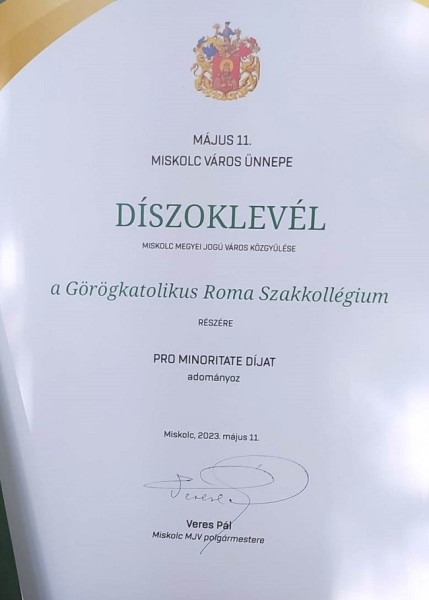 MÁJUS 11.
MISKOLC VÁROS ÜNNEPE
DÍSZOKLEVÉL
MISKOLC MEGYEI JOGÚ VÁROS KÖZGYŰLÉSE
a Görögkatolikus Roma Szakkollégium
RÉSZÉRE
PRO MINORITATE DÍJAT
adományoz
Miskolc, 2023. május 11.
Veres Pál
Miskolc MJV polgármestere